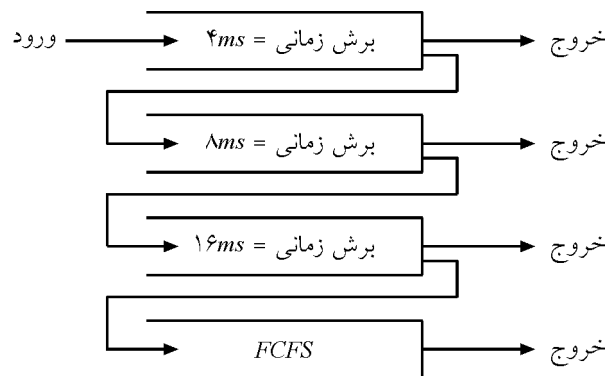 ورود برش زمانی = ۴ms خروج
برش زمانی = ۸ms خروج
برش زمانی = ۱۶ms خروج
FCFS خروج